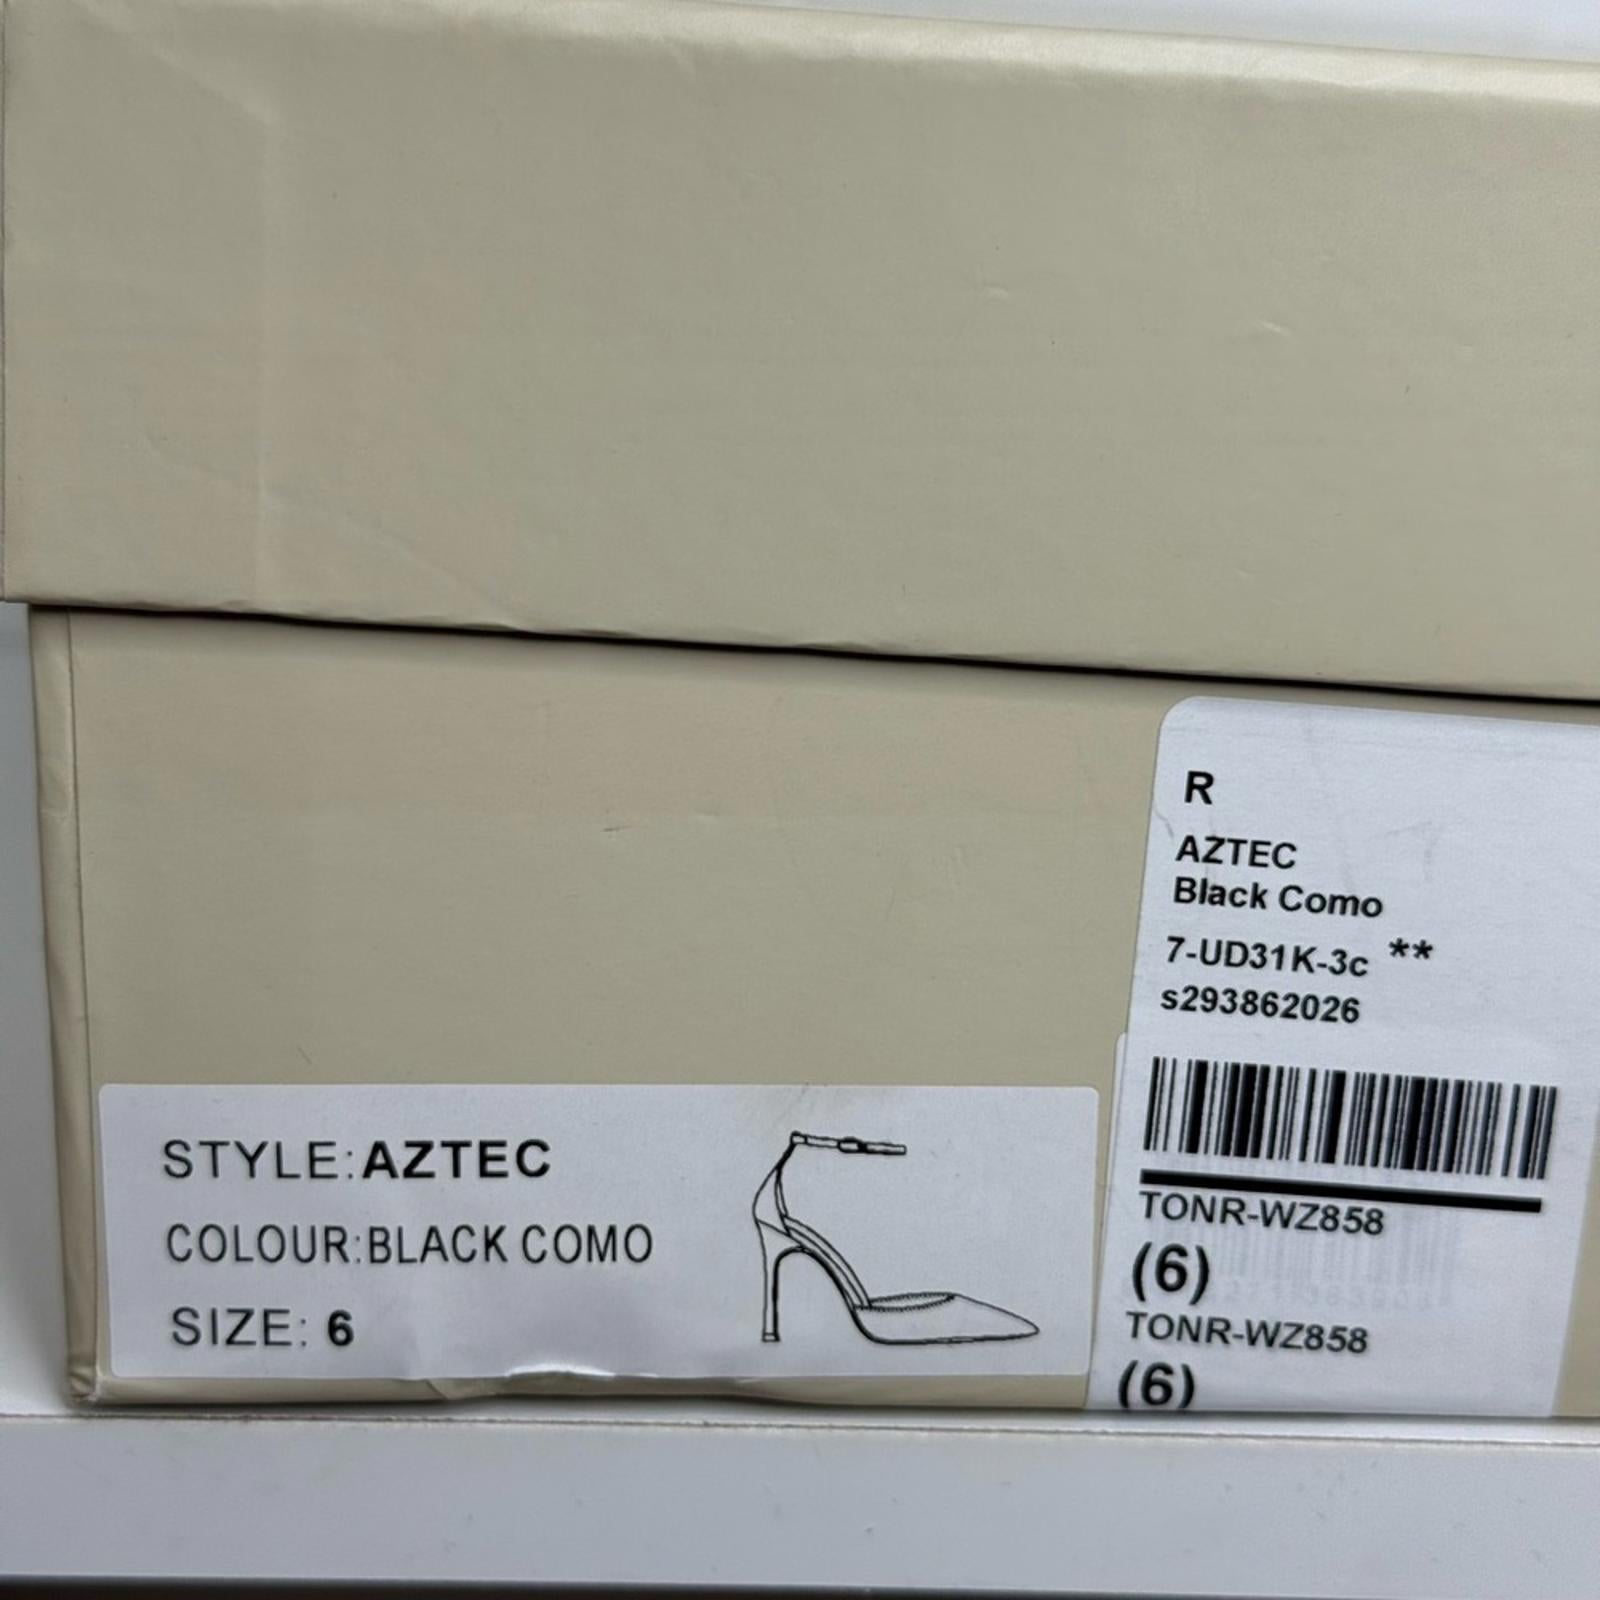 STYLE:AZTEC
COLOUR:BLACK COMO
SIZE: 6
R
AZTEC
Black Como
7-UD31K-3c **
s293862026
TONR-WZ858
(6)
TONR-WZ858
(6)